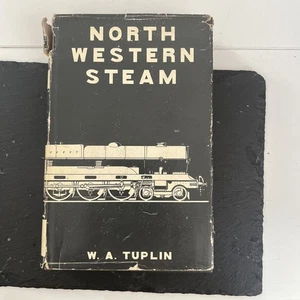 NORTH
WESTERN
STEAM
W. A. TUPLIN